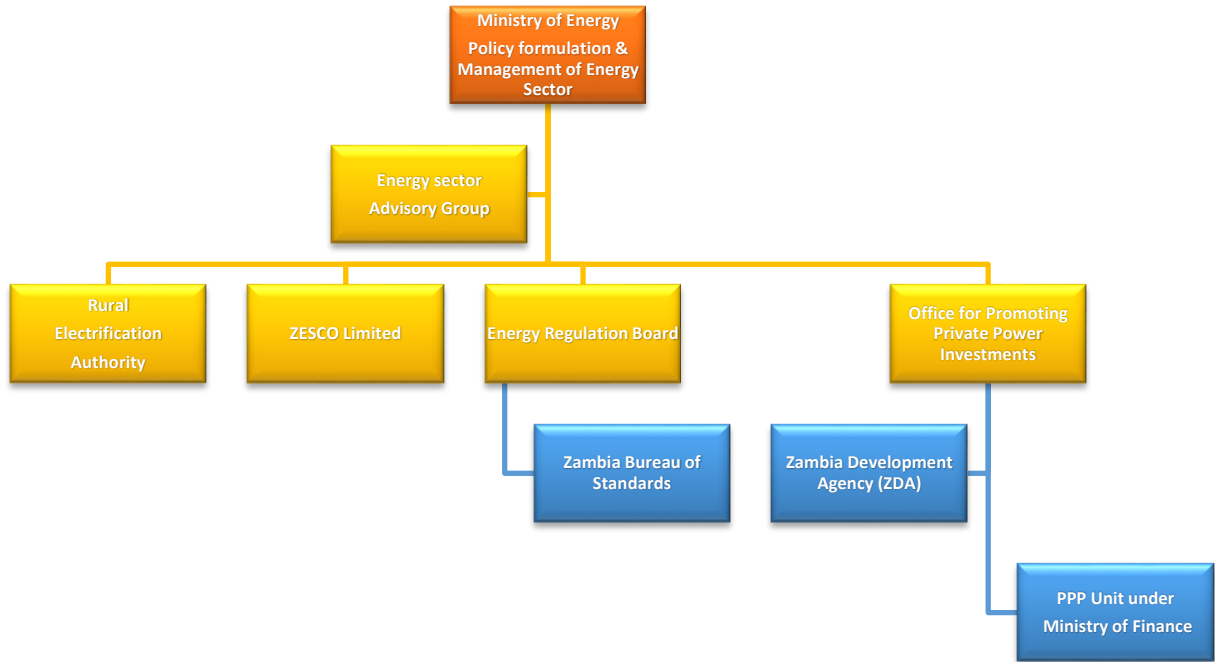 Ministry of Energy
Policy formulation &
Management of Energy
Sector
Energy sector
Advisory Group
Rural
Electrification
Authority
ZESCO Limited
Energy Regulation Board
Office for Promoting
Private Power
Investments
Zambia Bureau of
Standards
Zambia Development
Agency (ZDA)
PPP Unit under
Ministry of Finance